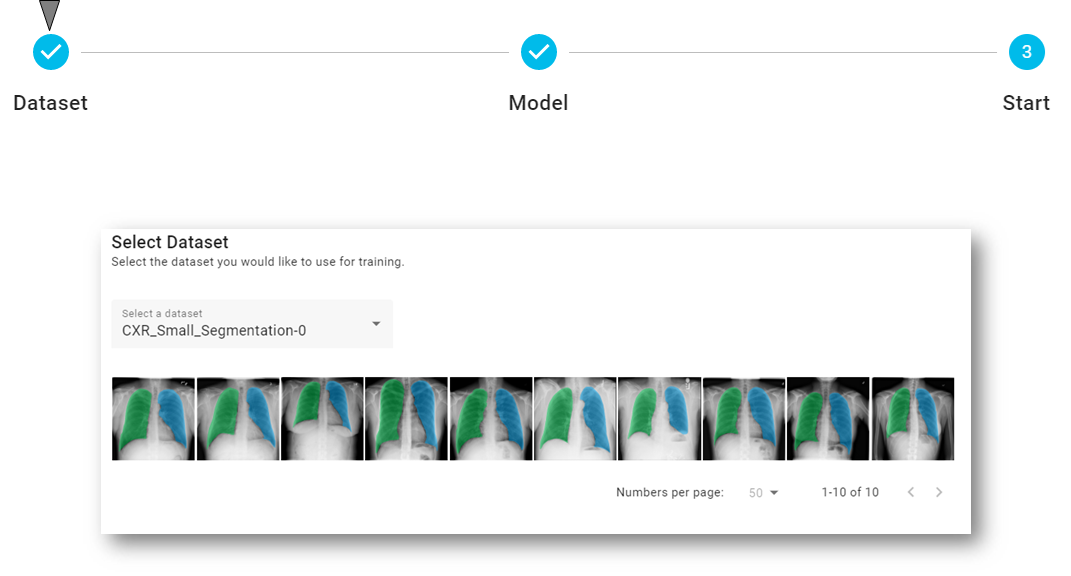 3
Dataset
Model
Start
Select Dataset
Select the dataset you would like to use for training.
Select a dataset
CXR_Small_Segmentation-0
Numbers per page: 50 1-10 of 10